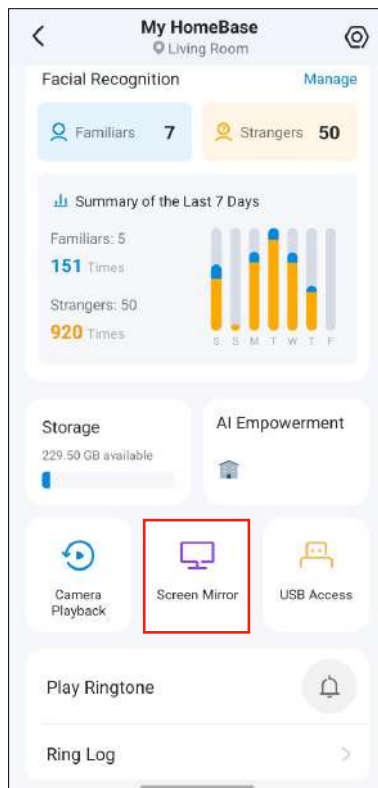 My HomeBase
Living Room
Facial Recognition Manage
Familiars 7
Strangers 50
Summary of the Last 7 Days
Familiars: 5
151 Times
Strangers: 50
920 Times
S S M T W T F
Storage
229.50 GB available
AI Empowerment
Camera
Playback
Screen Mirror
USB Access
Play Ringtone
Ring Log